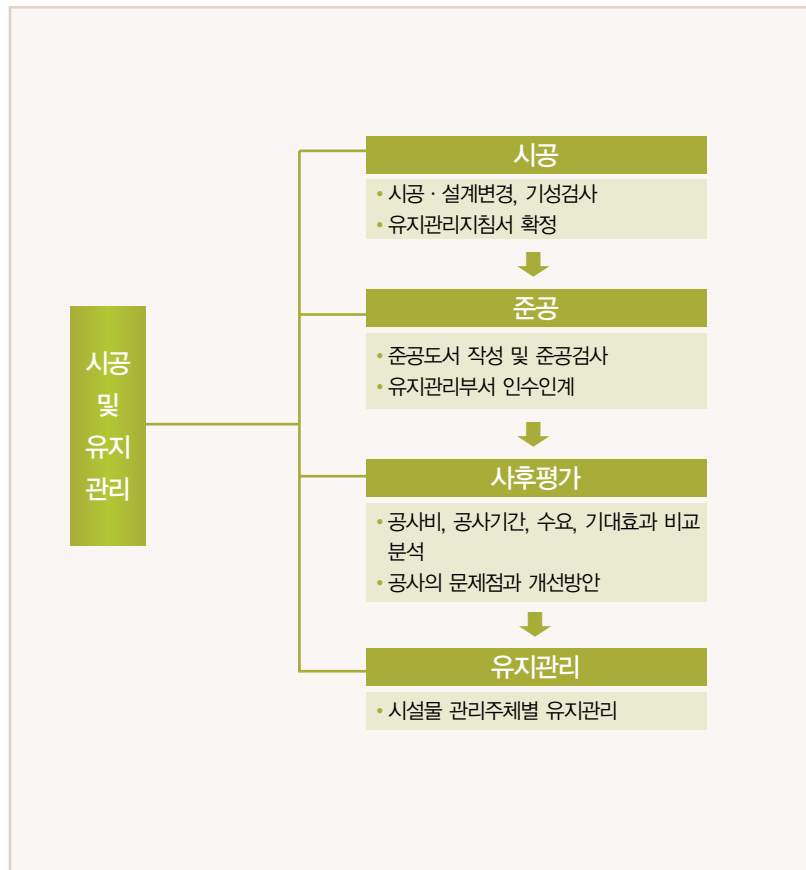 시공
및
유지
관리
시공
• 시공 · 설계변경, 기성검사
• 유지관리지침서 확정
준공
• 준공도서 작성 및 준공검사
• 유지관리부서 인수인계
사후평가
• 공사비, 공사기간, 수요, 기대효과 비교
분석
• 공사의 문제점과 개선방안
유지관리
• 시설물 관리주체별 유지관리